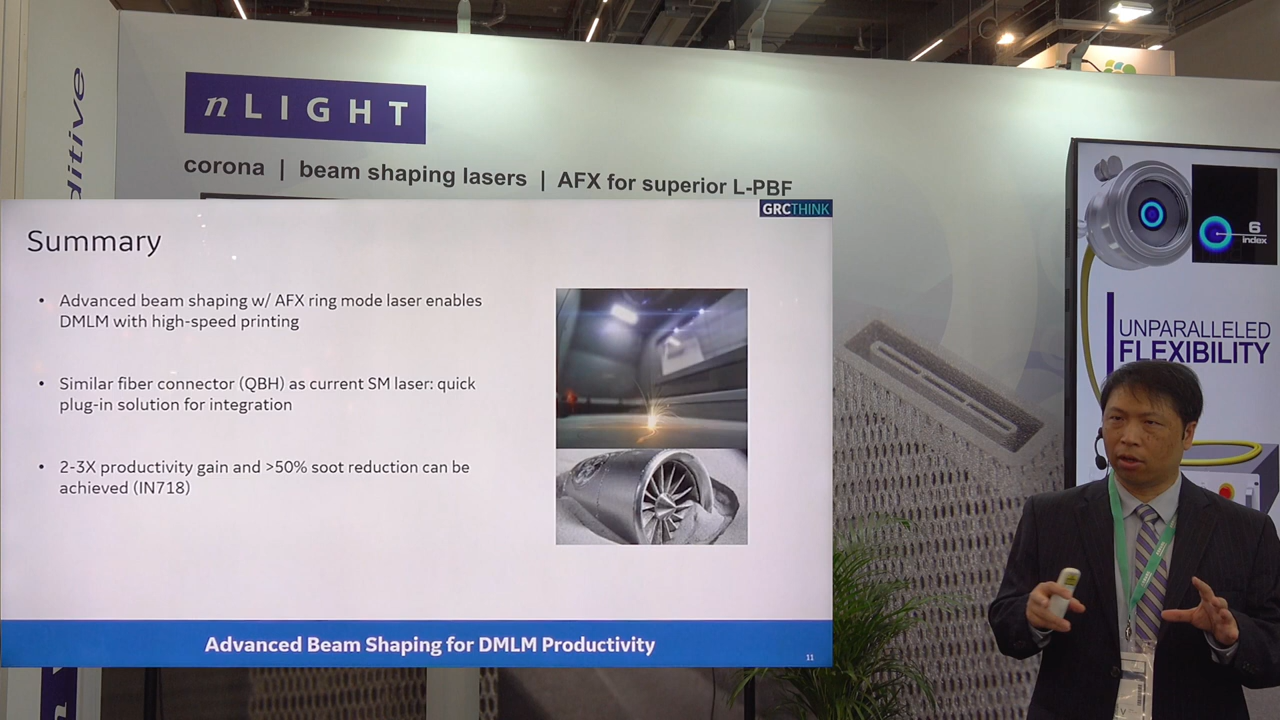 nLIGHT
corona | beam shaping lasers | AFX for superior L-PBF
GRCTHINK
Summary
• Advanced beam shaping w/ AFX ring mode laser enables
DMLM with high-speed printing
• Similar fiber connector (QBH) as current SM laser: quick
plug-in solution for integration
• 2-3X productivity gain and >50% soot reduction can be
achieved (IN718)
Advanced Beam Shaping for DMLM Productivity
11
6
index
UNPARALLELED
FLEXIBILITY